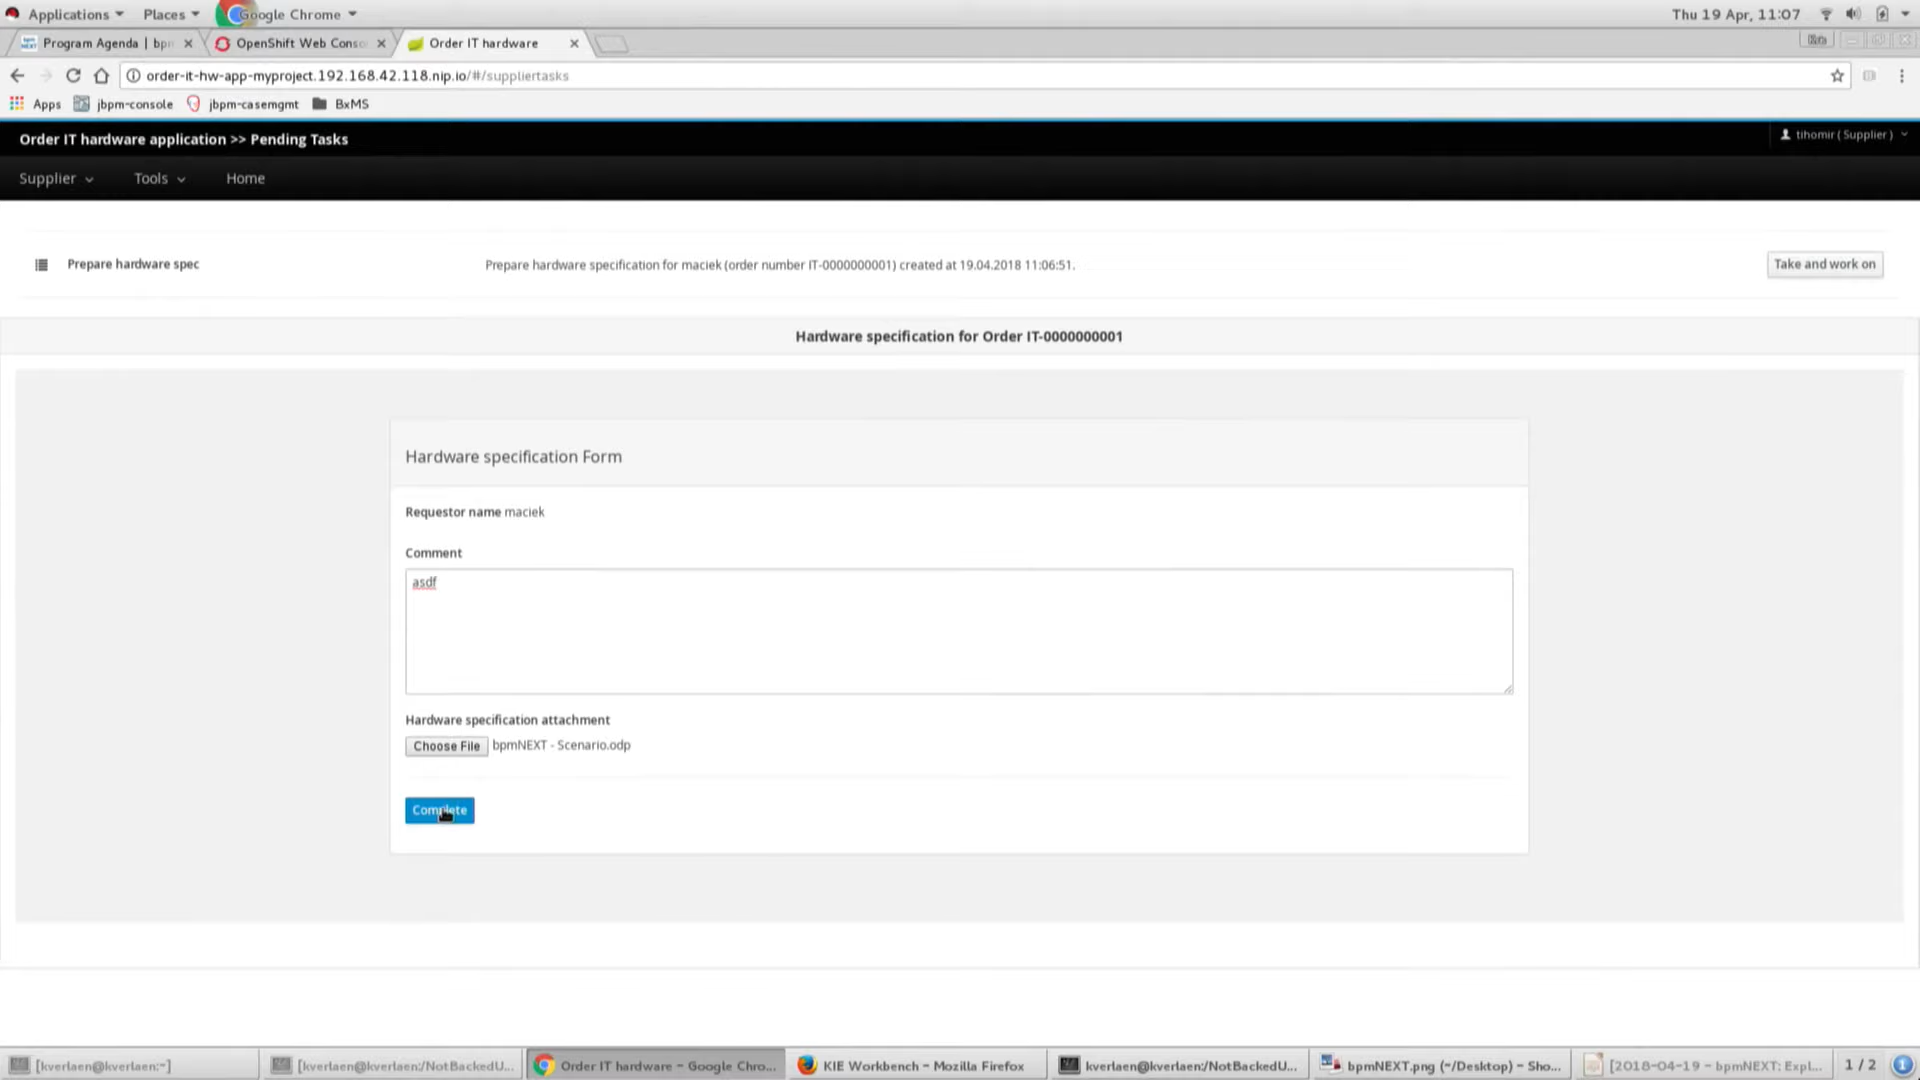 Applications Places Google Chrome Thu 19 Apr, 11:07
Program Agenda | bpn OpenShift Web Conso Order IT hardware
order-it-hw-app-myproject.192.168.42.118.nip.io/#/suppliertasks
Apps jbpm-console jbpm-casemgmt BxMS
Order IT hardware application >> Pending Tasks tihomir ( Supplier )
Supplier Tools Home
Prepare hardware spec Prepare hardware specification for maciek (order number IT-0000000001) created at 19.04.2018 11:06:51. Take and work on
Hardware specification for Order IT-0000000001
Hardware specification Form
Requestor name maciek
Comment
asdf
Hardware specification attachment
Choose File bpmNEXT - Scenario.odp
Complete
[kverlaen@kverlaen:~] [kverlaen@kverlaen:/NotBackedU... Order IT hardware – Google Chro... KIE Workbench – Mozilla Firefox kverlaen@kverlaen:/NotBackedU... bpmNEXT.png (~/Desktop) – Sho... [2018-04-19 – bpmNEXT: Expl... 1 / 2 1